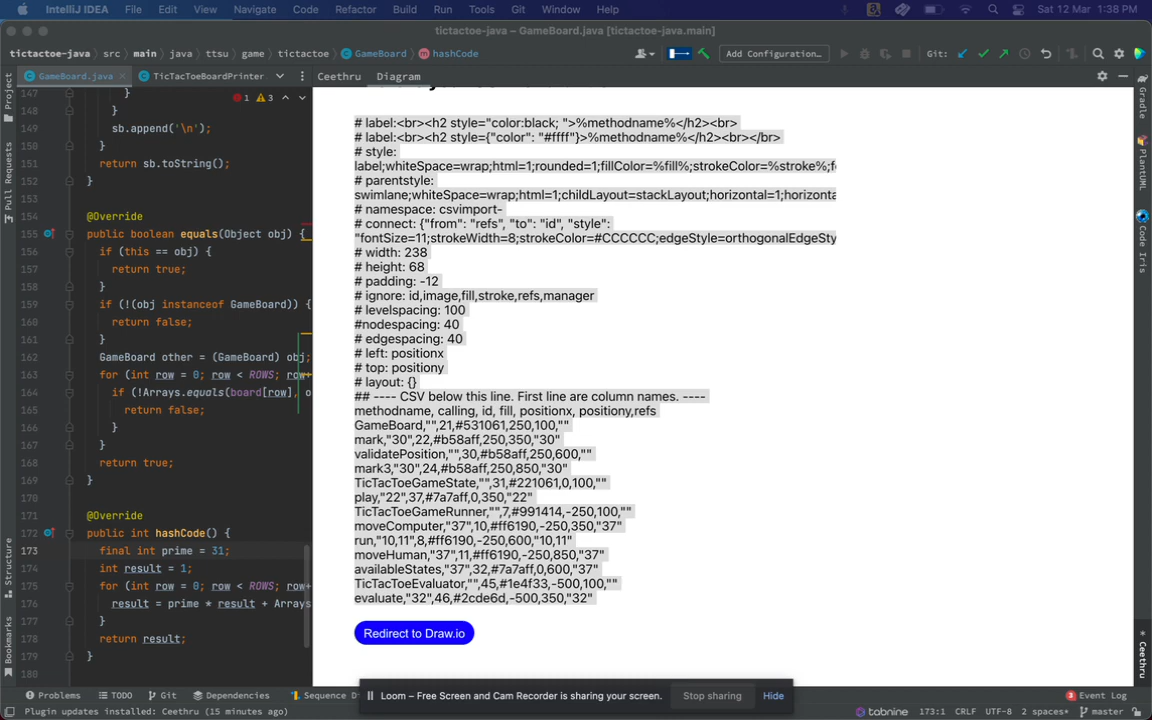 IntelliJ IDEA File Edit View Navigate Code Refactor Build Run Tools Git Window Help Sat 12 Mar 1:38 PM
tictactoe-java – GameBoard.java [tictactoe-java.main]
tictactoe-java src main java ttsu game tictactoe GameBoard hashCode Add Configuration... Git:
GameBoard.java TicTacToeBoardPrinter Ceethru Diagram
147 }
148 }
149 sb.append('\n');
150 }
151 return sb.toString();
152 }
153
154 @Override
155 public boolean equals(Object obj) {
156 if (this == obj) {
157 return true;
158 }
159 if (!(obj instanceof GameBoard)) {
160 return false;
161 }
162 GameBoard other = (GameBoard) obj;
163 for (int row = 0; row < ROWS; row+
164 if (!Arrays.equals(board[row], o
165 return false;
166 }
167 }
168 return true;
169 }
170
171 @Override
172 public int hashCode() {
173 final int prime = 31;
174 int result = 1;
175 for (int row = 0; row < ROWS; row+
176 result = prime * result + Arrays
177 }
178 return result;
179 }
180
1 3
# label:<br><h2 style="color:black; ">%methodname%</h2><br>
# label:<br><h2 style={"color": "#ffff"}>%methodname%</h2><br></br>
# style:
label;whiteSpace=wrap;html=1;rounded=1;fillColor=%fill%;strokeColor=%stroke%;f
# parentstyle:
swimlane;whiteSpace=wrap;html=1;childLayout=stackLayout;horizontal=1;horizonta
# namespace: csvimport-
# connect: {"from": "refs", "to": "id", "style":
"fontSize=11;strokeWidth=8;strokeColor=#CCCCCC;edgeStyle=orthogonalEdgeSty
# width: 238
# height: 68
# padding: -12
# ignore: id,image,fill,stroke,refs,manager
# levelspacing: 100
#nodespacing: 40
# edgespacing: 40
# left: positionx
# top: positiony
# layout: {}
## ---- CSV below this line. First line are column names. ----
methodname, calling, id, fill, positionx, positiony,refs
GameBoard,"",21,#531061,250,100,""
mark,"30",22,#b58aff,250,350,"30"
validatePosition,"",30,#b58aff,250,600,""
mark3,"30",24,#b58aff,250,850,"30"
TicTacToeGameState,"",31,#221061,0,100,""
play,"22",37,#7a7aff,0,350,"22"
TicTacToeGameRunner,"",7,#991414,-250,100,""
moveComputer,"37",10,#ff6190,-250,350,"37"
run,"10,11",8,#ff6190,-250,600,"10,11"
moveHuman,"37",11,#ff6190,-250,850,"37"
availableStates,"37",32,#7a7aff,0,600,"37"
TicTacToeEvaluator,"",45,#1e4f33,-500,100,""
evaluate,"32",46,#2cde6d,-500,350,"32"
Redirect to Draw.io
Project
Pull Requests
Structure
Bookmarks
Gradle
PlantUML
Code Iris
Ceethru
Problems TODO Git Dependencies Sequence Di 3 Event Log
Loom – Free Screen and Cam Recorder is sharing your screen. Stop sharing Hide
Plugin updates installed: Ceethru (15 minutes ago) tabnine 173:1 CRLF UTF-8 2 spaces* master